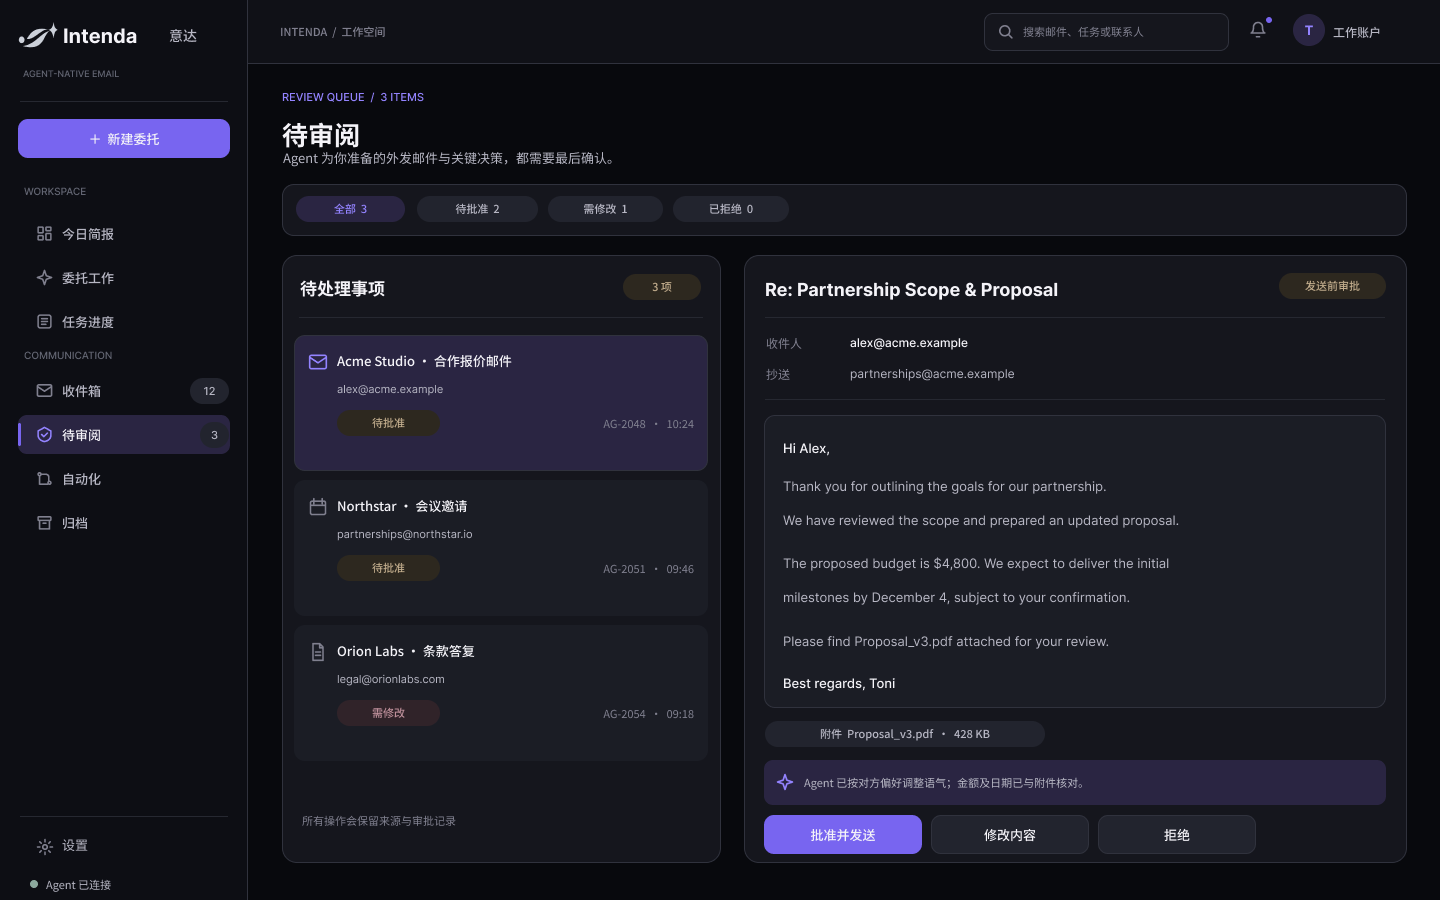 Intenda 意达
AGENT-NATIVE EMAIL
+ 新建委托
WORKSPACE
今日简报
委托工作
任务进度
COMMUNICATION
收件箱 12
待审阅 3
自动化
归档
设置
Agent 已连接
INTENDA / 工作空间
搜索邮件、任务或联系人
T 工作账户
REVIEW QUEUE / 3 ITEMS
待审阅
Agent 为你准备的外发邮件与关键决策，都需要最后确认。
全部 3 待批准 2 需修改 1 已拒绝 0
待处理事项 3 项
Acme Studio · 合作报价邮件
alex@acme.example
待批准 AG-2048 · 10:24
Northstar · 会议邀请
partnerships@northstar.io
待批准 AG-2051 · 09:46
Orion Labs · 条款答复
legal@orionlabs.com
需修改 AG-2054 · 09:18
所有操作会保留来源与审批记录
Re: Partnership Scope & Proposal 发送前审批
收件人 alex@acme.example
抄送 partnerships@acme.example
Hi Alex,
Thank you for outlining the goals for our partnership.
We have reviewed the scope and prepared an updated proposal.
The proposed budget is $4,800. We expect to deliver the initial
milestones by December 4, subject to your confirmation.
Please find Proposal_v3.pdf attached for your review.
Best regards, Toni
附件 Proposal_v3.pdf · 428 KB
Agent 已按对方偏好调整语气；金额及日期已与附件核对。
批准并发送 修改内容 拒绝